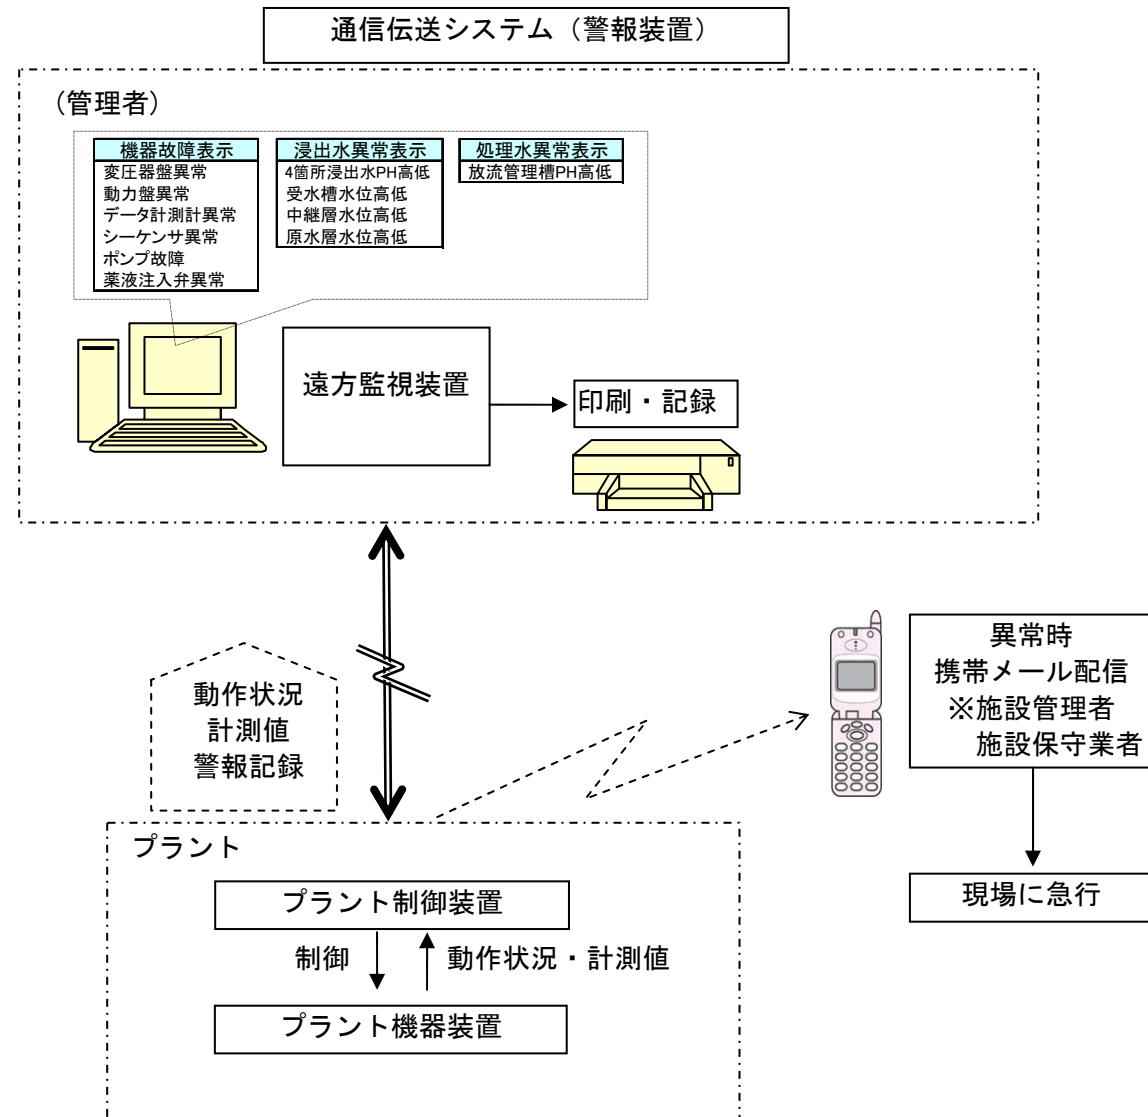 通信伝送システム（警報装置）
（管理者）
機器故障表示
変圧器盤異常
動力盤異常
データ計測計異常
シーケンサ異常
ポンプ故障
薬液注入弁異常
浸出水異常表示
4箇所浸出水PH高低
受水槽水位高低
中継層水位高低
原水層水位高低
処理水異常表示
放流管理槽PH高低
遠方監視装置
印刷・記録
動作状況
計測値
警報記録
異常時
携帯メール配信
※施設管理者
施設保守業者
現場に急行
プラント
プラント制御装置
制御
動作状況・計測値
プラント機器装置